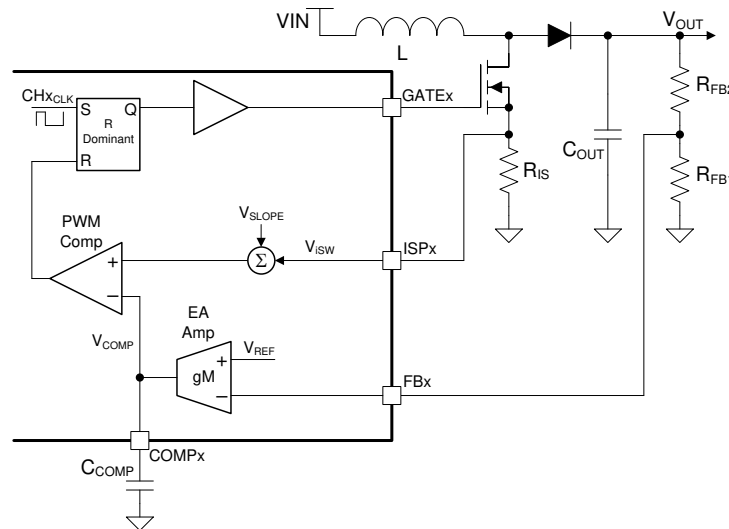 VIN
VOUT
L
CHxCLK
S Q
R
Dominant
R
GATEx
RFB2
COUT
RIS
RFB1
PWM
Comp
VSLOPE
ViSW
ISPx
+
Σ
−
EA
Amp
VCOMP
VREF
+
gM
−
FBx
COMPx
CCOMP